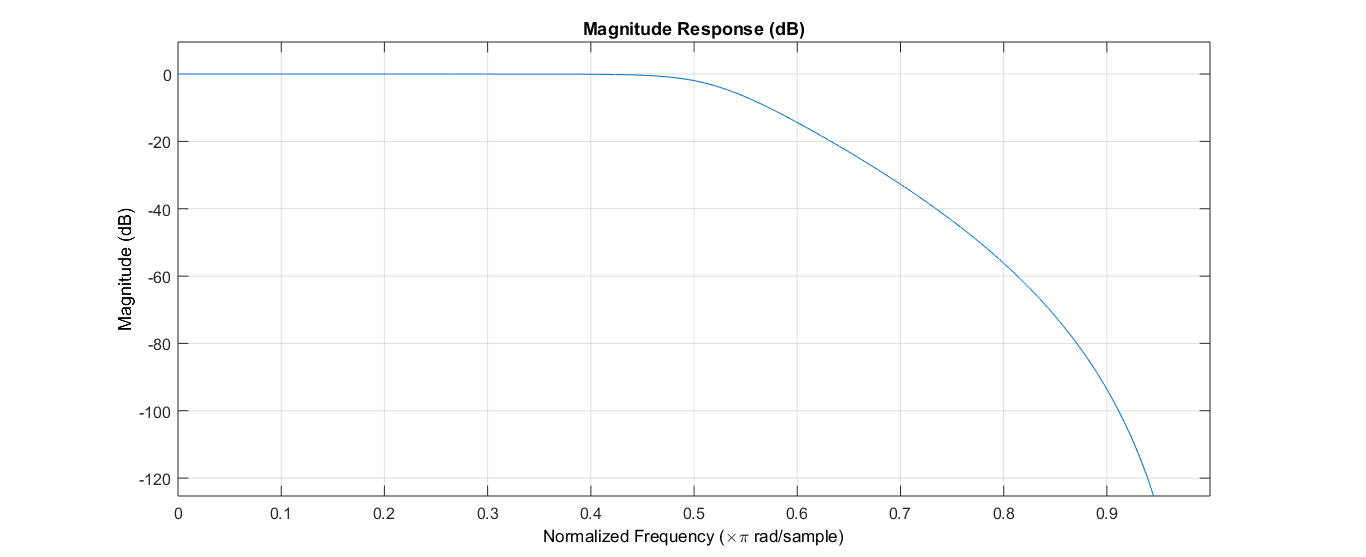 Magnitude Response (dB)
0
-20
-40
-60
-80
-100
-120
Magnitude (dB)
0 0.1 0.2 0.3 0.4 0.5 0.6 0.7 0.8 0.9
Normalized Frequency (×π rad/sample)